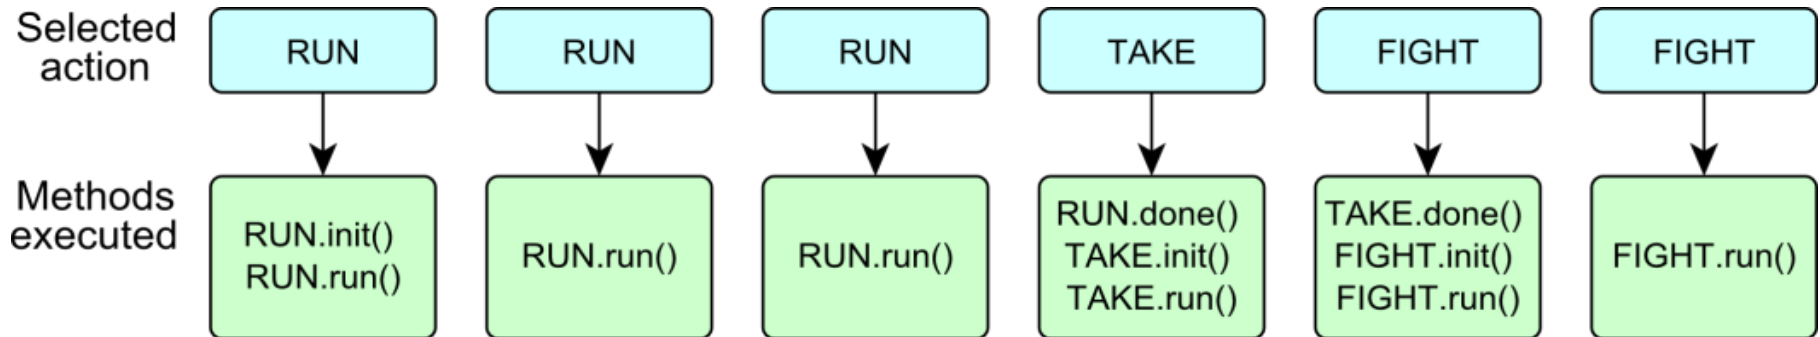 Selected
action
RUN
RUN
RUN
TAKE
FIGHT
FIGHT
Methods
executed
RUN.init()
RUN.run()
RUN.run()
RUN.run()
RUN.done()
TAKE.init()
TAKE.run()
TAKE.done()
FIGHT.init()
FIGHT.run()
FIGHT.run()